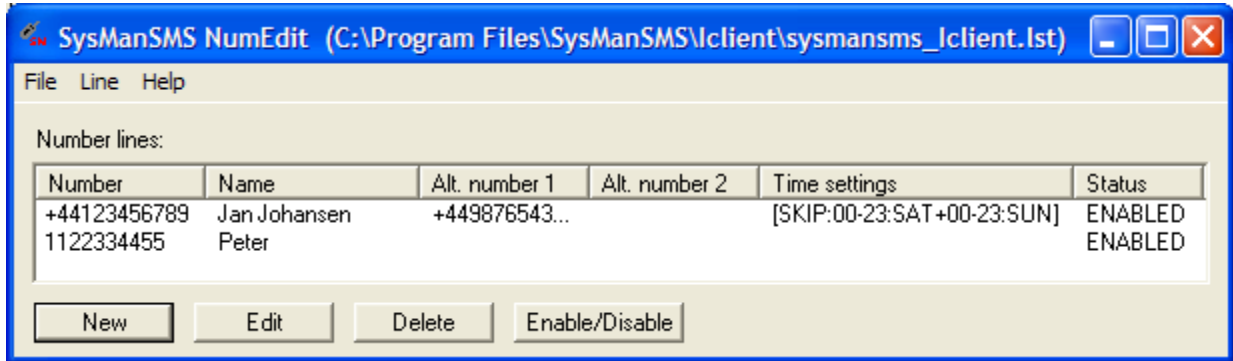 SysManSMS NumEdit (C:\Program Files\SysManSMS\Iclient\sysmansms_Iclient.lst)
File Line Help
Number lines:
Number Name Alt. number 1 Alt. number 2 Time settings Status
+44123456789 Jan Johansen +449876543... [SKIP:00-23:SAT+00-23:SUN] ENABLED
1122334455 Peter ENABLED
New Edit Delete Enable/Disable